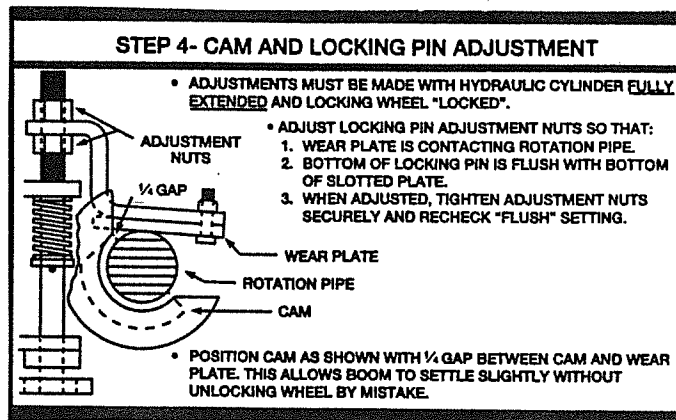 STEP 4- CAM AND LOCKING PIN ADJUSTMENT
• ADJUSTMENTS MUST BE MADE WITH HYDRAULIC CYLINDER FULLY
EXTENDED AND LOCKING WHEEL "LOCKED".
• ADJUST LOCKING PIN ADJUSTMENT NUTS SO THAT:
1. WEAR PLATE IS CONTACTING ROTATION PIPE.
2. BOTTOM OF LOCKING PIN IS FLUSH WITH BOTTOM
OF SLOTTED PLATE.
3. WHEN ADJUSTED, TIGHTEN ADJUSTMENT NUTS
SECURELY AND RECHECK "FLUSH" SETTING.
ADJUSTMENT
NUTS
¼ GAP
WEAR PLATE
ROTATION PIPE
CAM
• POSITION CAM AS SHOWN WITH ¼ GAP BETWEEN CAM AND WEAR
PLATE. THIS ALLOWS BOOM TO SETTLE SLIGHTLY WITHOUT
UNLOCKING WHEEL BY MISTAKE.